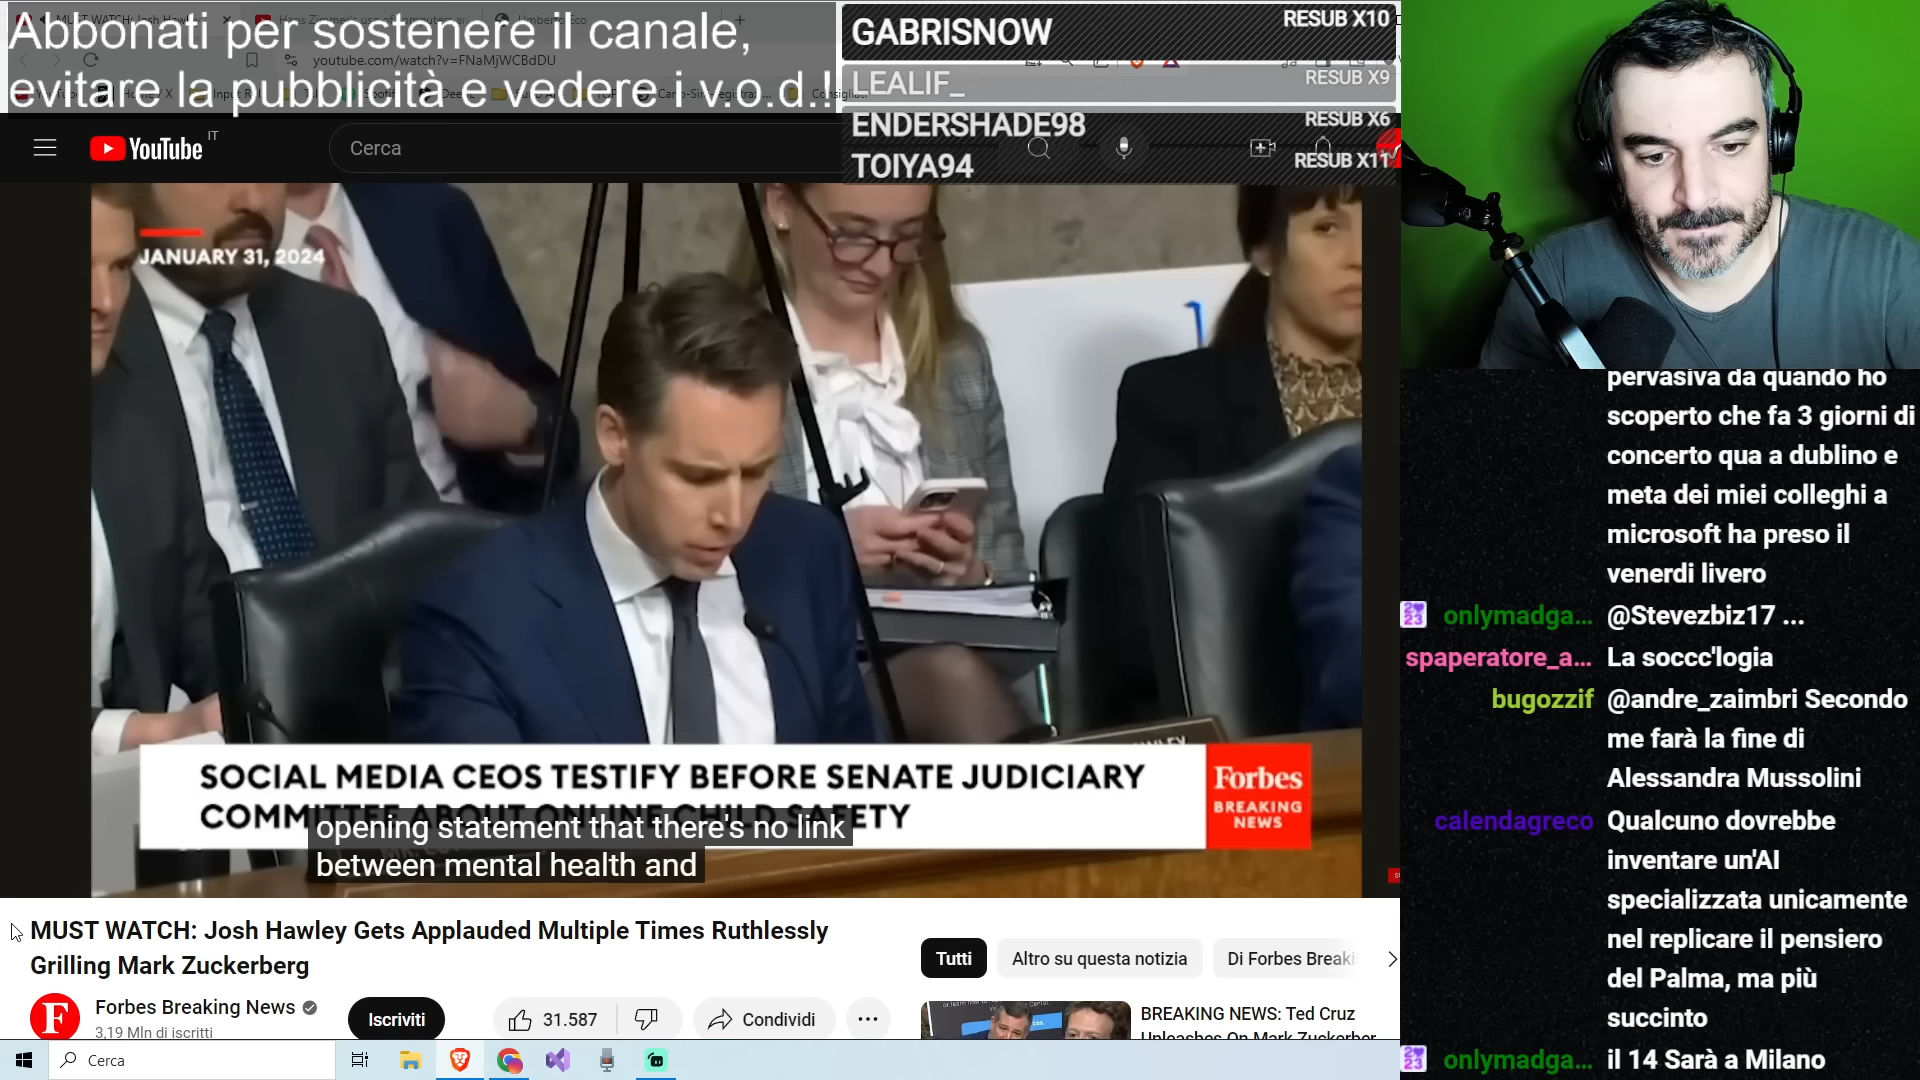 Abbonati per sostenere il canale,
evitare la pubblicità e vedere i v.o.d.!!
youtube.com/watch?v=FNaMjWCBdDU
GABRISNOW RESUB X10
LEALIF_ RESUB X9
ENDERSHADE98 RESUB X6
TOIYA94 RESUB X11
YouTube IT
Cerca
JANUARY 31, 2024
SOCIAL MEDIA CEOS TESTIFY BEFORE SENATE JUDICIARY
COMMITTEE ABOUT ONLINE CHILD SAFETY
Forbes
BREAKING
NEWS
opening statement that there's no link
between mental health and
MUST WATCH: Josh Hawley Gets Applauded Multiple Times Ruthlessly
Grilling Mark Zuckerberg
Forbes Breaking News
3,19 Mln di iscritti
Iscriviti
31.587
Condividi
Tutti
Altro su questa notizia
Di Forbes Breaki
BREAKING NEWS: Ted Cruz
Unleashes On Mark Zuckerber
Cerca
pervasiva da quando ho
scoperto che fa 3 giorni di
concerto qua a dublino e
meta dei miei colleghi a
microsoft ha preso il
venerdi livero
onlymadga... @Stevezbiz17 ...
spaperatore_a... La soccc'logia
bugozzif @andre_zaimbri Secondo
me farà la fine di
Alessandra Mussolini
calendagreco Qualcuno dovrebbe
inventare un'AI
specializzata unicamente
nel replicare il pensiero
del Palma, ma più
succinto
onlymadga... il 14 Sarà a Milano